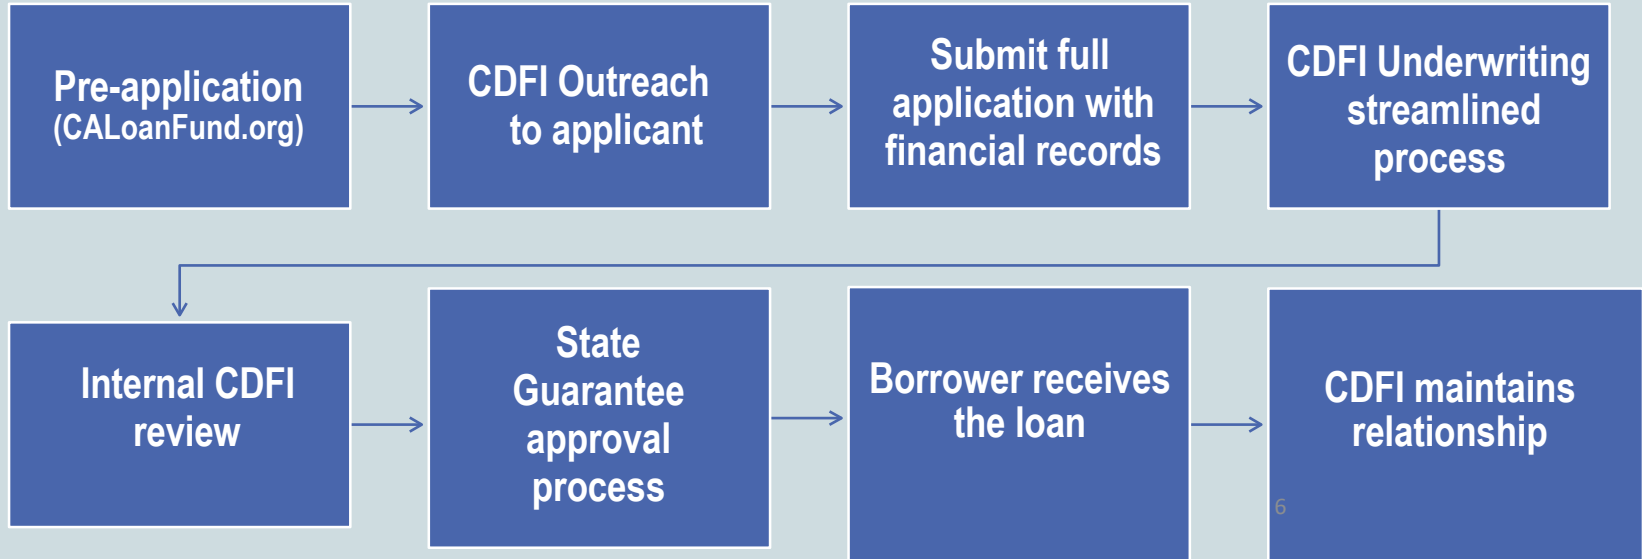 Pre-application
(CALoanFund.org)
CDFI Outreach
to applicant
Submit full
application with
financial records
CDFI Underwriting
streamlined
process
Internal CDFI
review
State
Guarantee
approval
process
Borrower receives
the loan
CDFI maintains
relationship
6